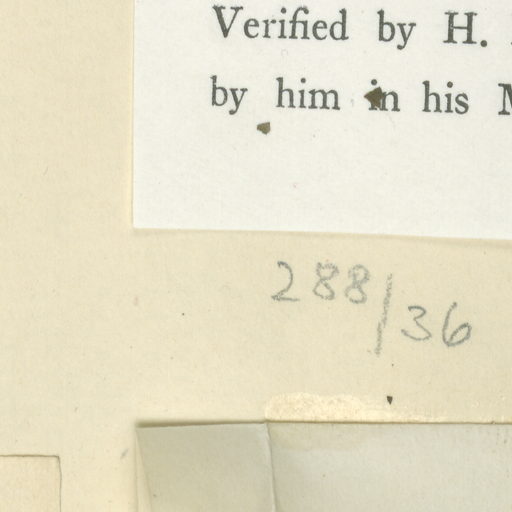 Verified by H.
by him in his
288/36